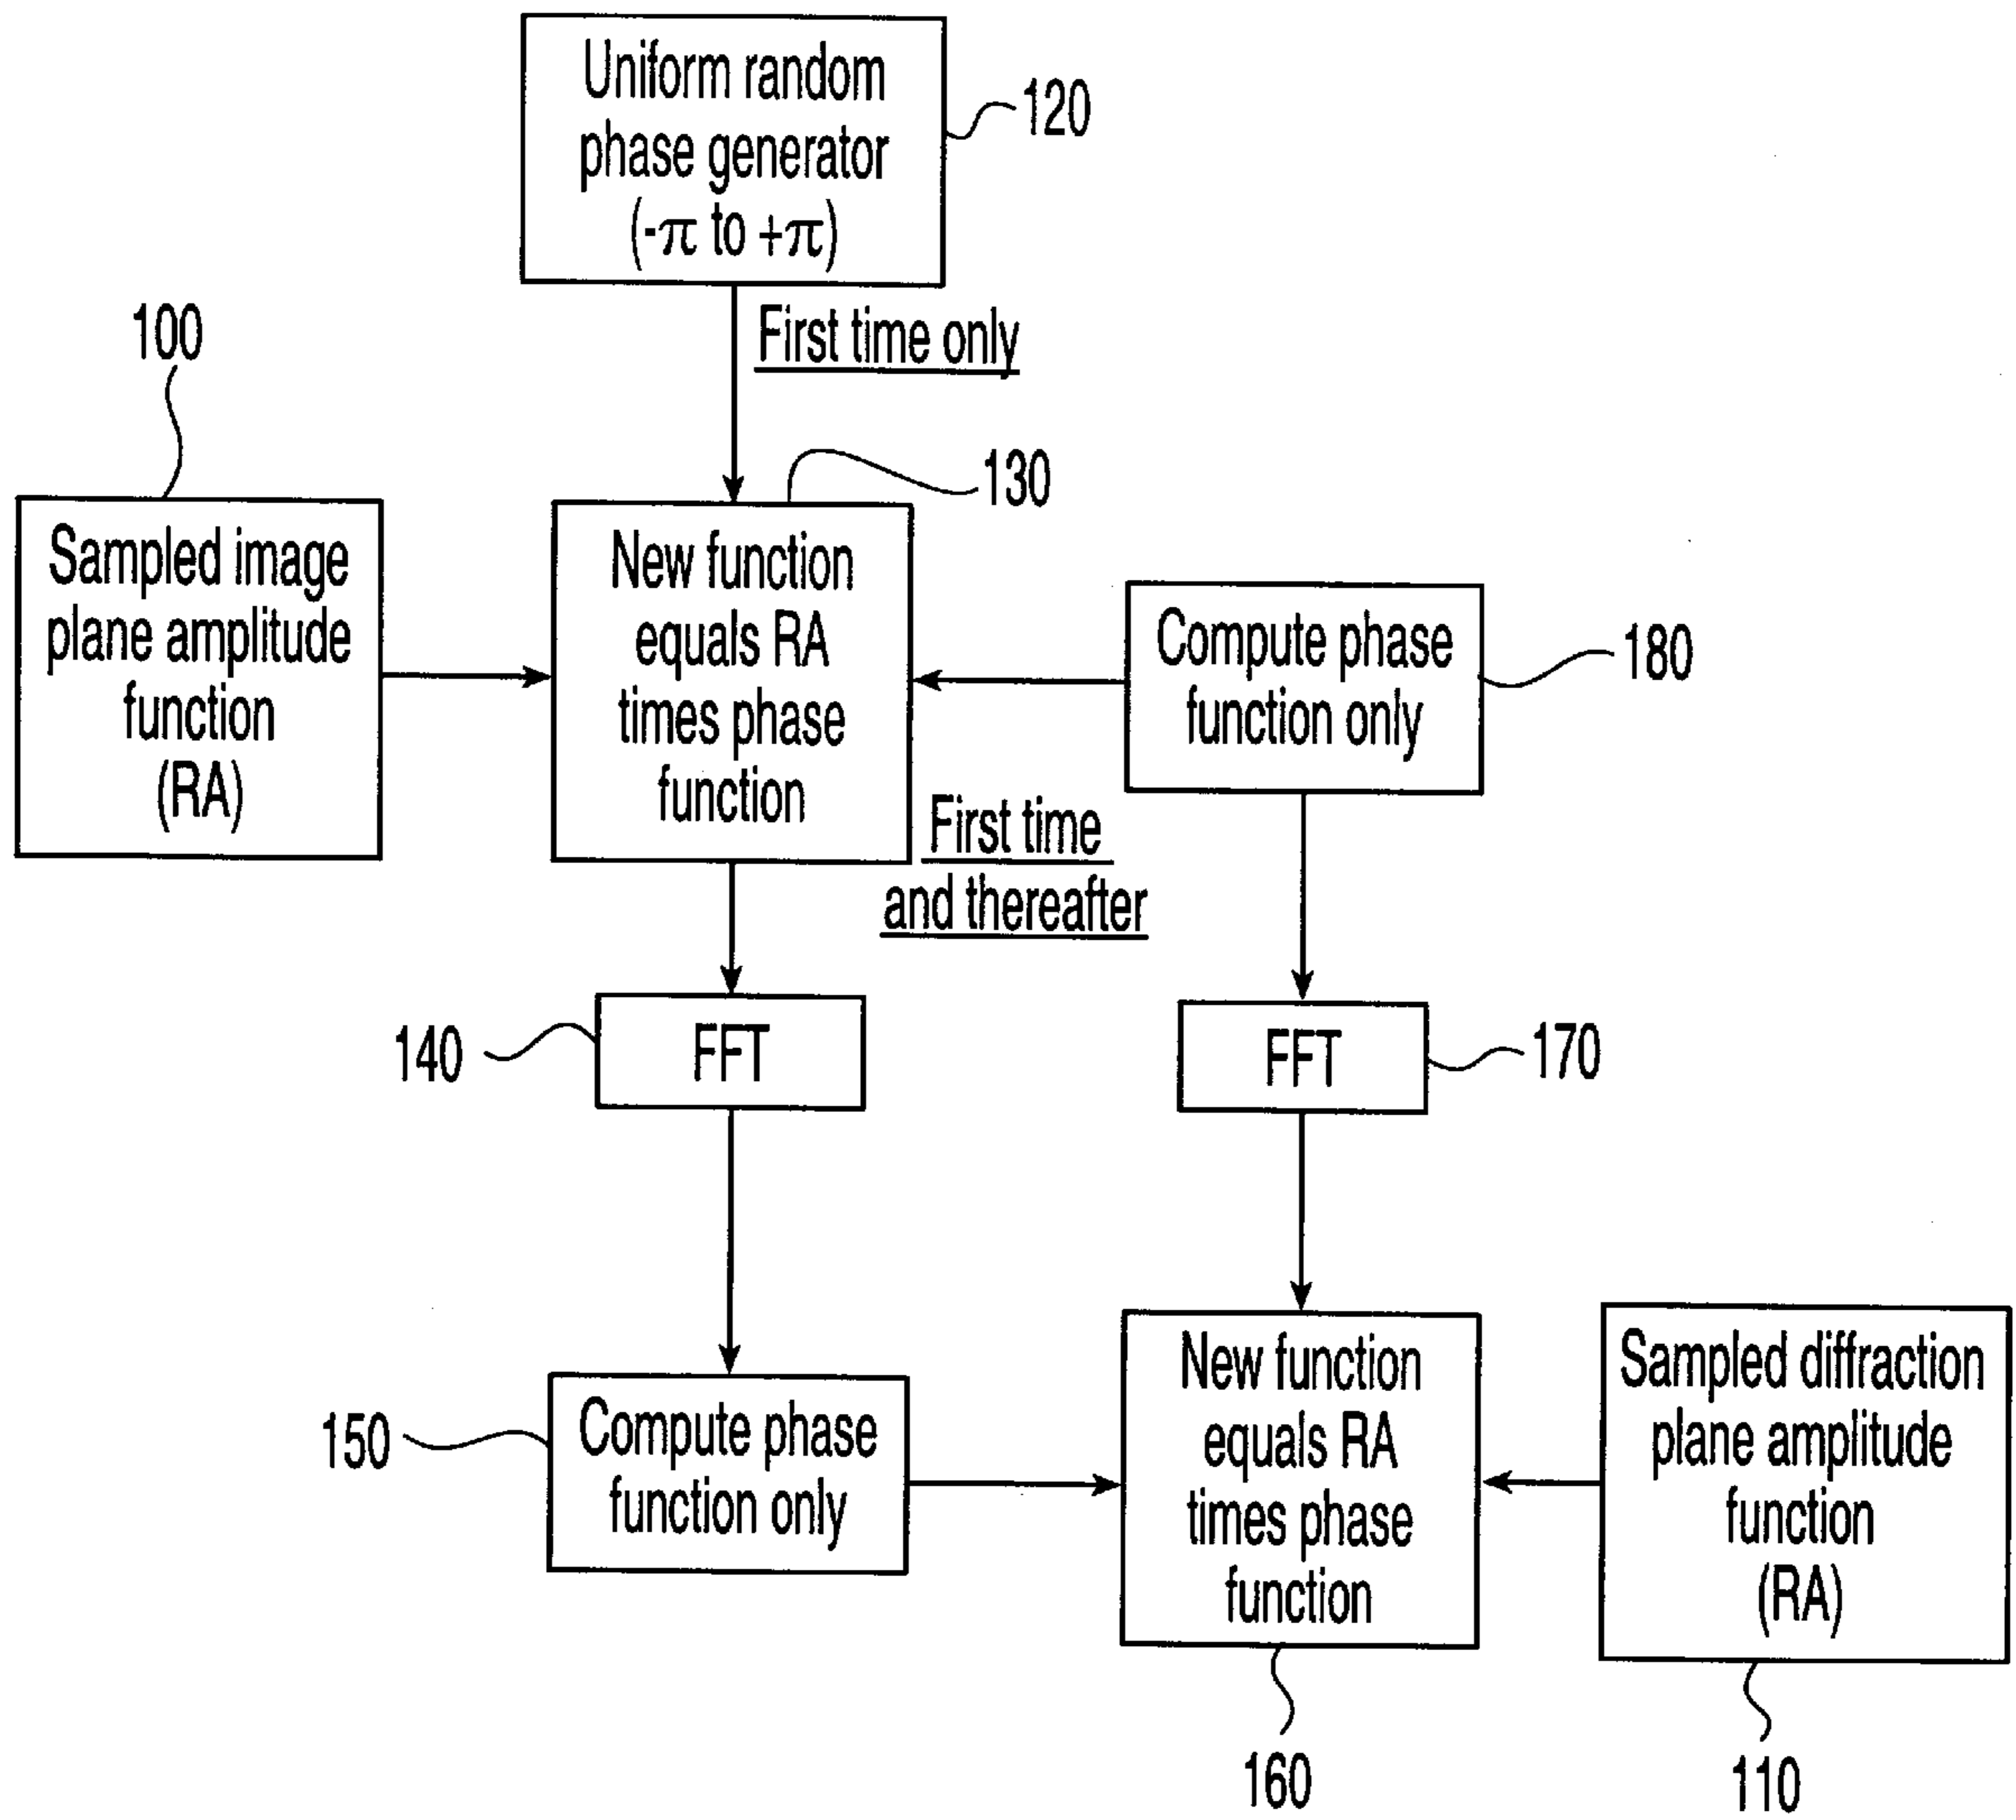 Uniform random
phase generator
(-π to +π)
120
First time only
100
130
Sampled image
plane amplitude
function
(RA)
New function
equals RA
times phase
function
Compute phase
function only
180
First time
and thereafter
140
FFT
FFT
170
150
Compute phase
function only
New function
equals RA
times phase
function
Sampled diffraction
plane amplitude
function
(RA)
160
110